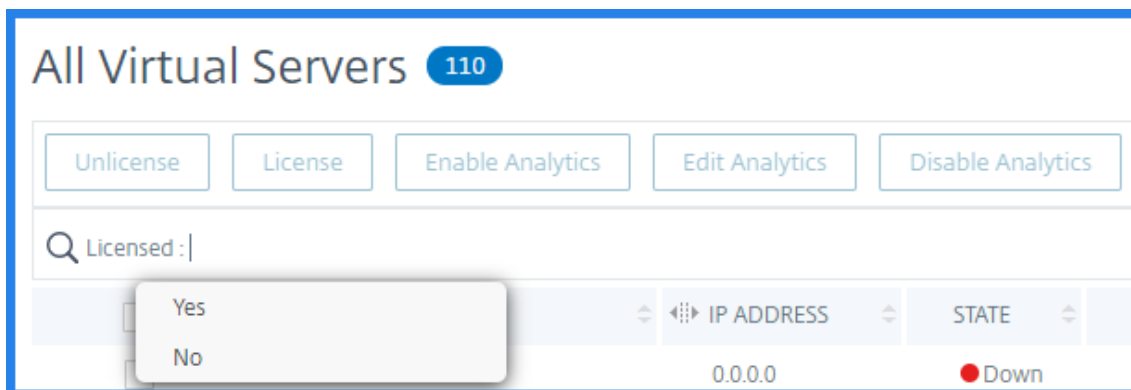 All Virtual Servers 110
Unlicense License Enable Analytics Edit Analytics Disable Analytics
Licensed :
Yes
No
IP ADDRESS STATE
0.0.0.0 Down